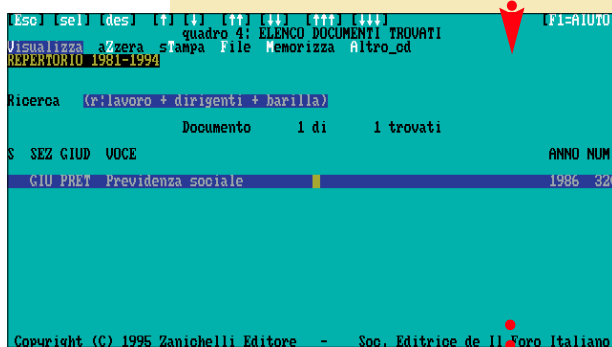 [Esc] [sel] [des] [↑] [↓] [↑↑] [↓↓] [↑↑↑] [↓↓↓] [F1=AIUTO
quadro 4: ELENCO DOCUMENTI TROVATI
Visualizza aZzera sTampa File Memorizza Altro_od
REPERTORIO 1981-1994
Ricerca (r:lavoro + dirigenti + barilla)
Documento 1 di 1 trovati
S SEZ GIUD VOCE ANNO NUM
GIU PRET Previdenza sociale 1986 320
Copyright (C) 1995 Zanichelli Editore - Soc. Editrice de Il Foro Italiano